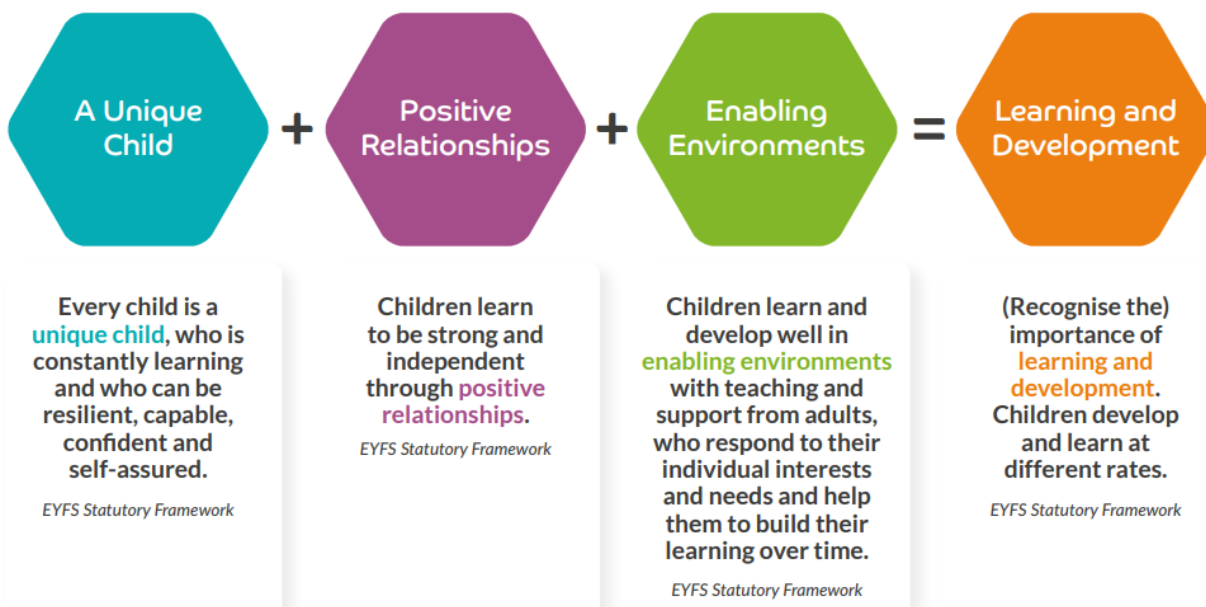 A Unique
Child
+
Positive
Relationships
+
Enabling
Environments
=
Learning and
Development
Every child is a
unique child, who is
constantly learning
and who can be
resilient, capable,
confident and
self-assured.
EYFS Statutory Framework
Children learn
to be strong and
independent
through positive
relationships.
EYFS Statutory Framework
Children learn and
develop well in
enabling environments
with teaching and
support from adults,
who respond to their
individual interests
and needs and help
them to build their
learning over time.
EYFS Statutory Framework
(Recognise the)
importance of
learning and
development.
Children develop
and learn at
different rates.
EYFS Statutory Framework